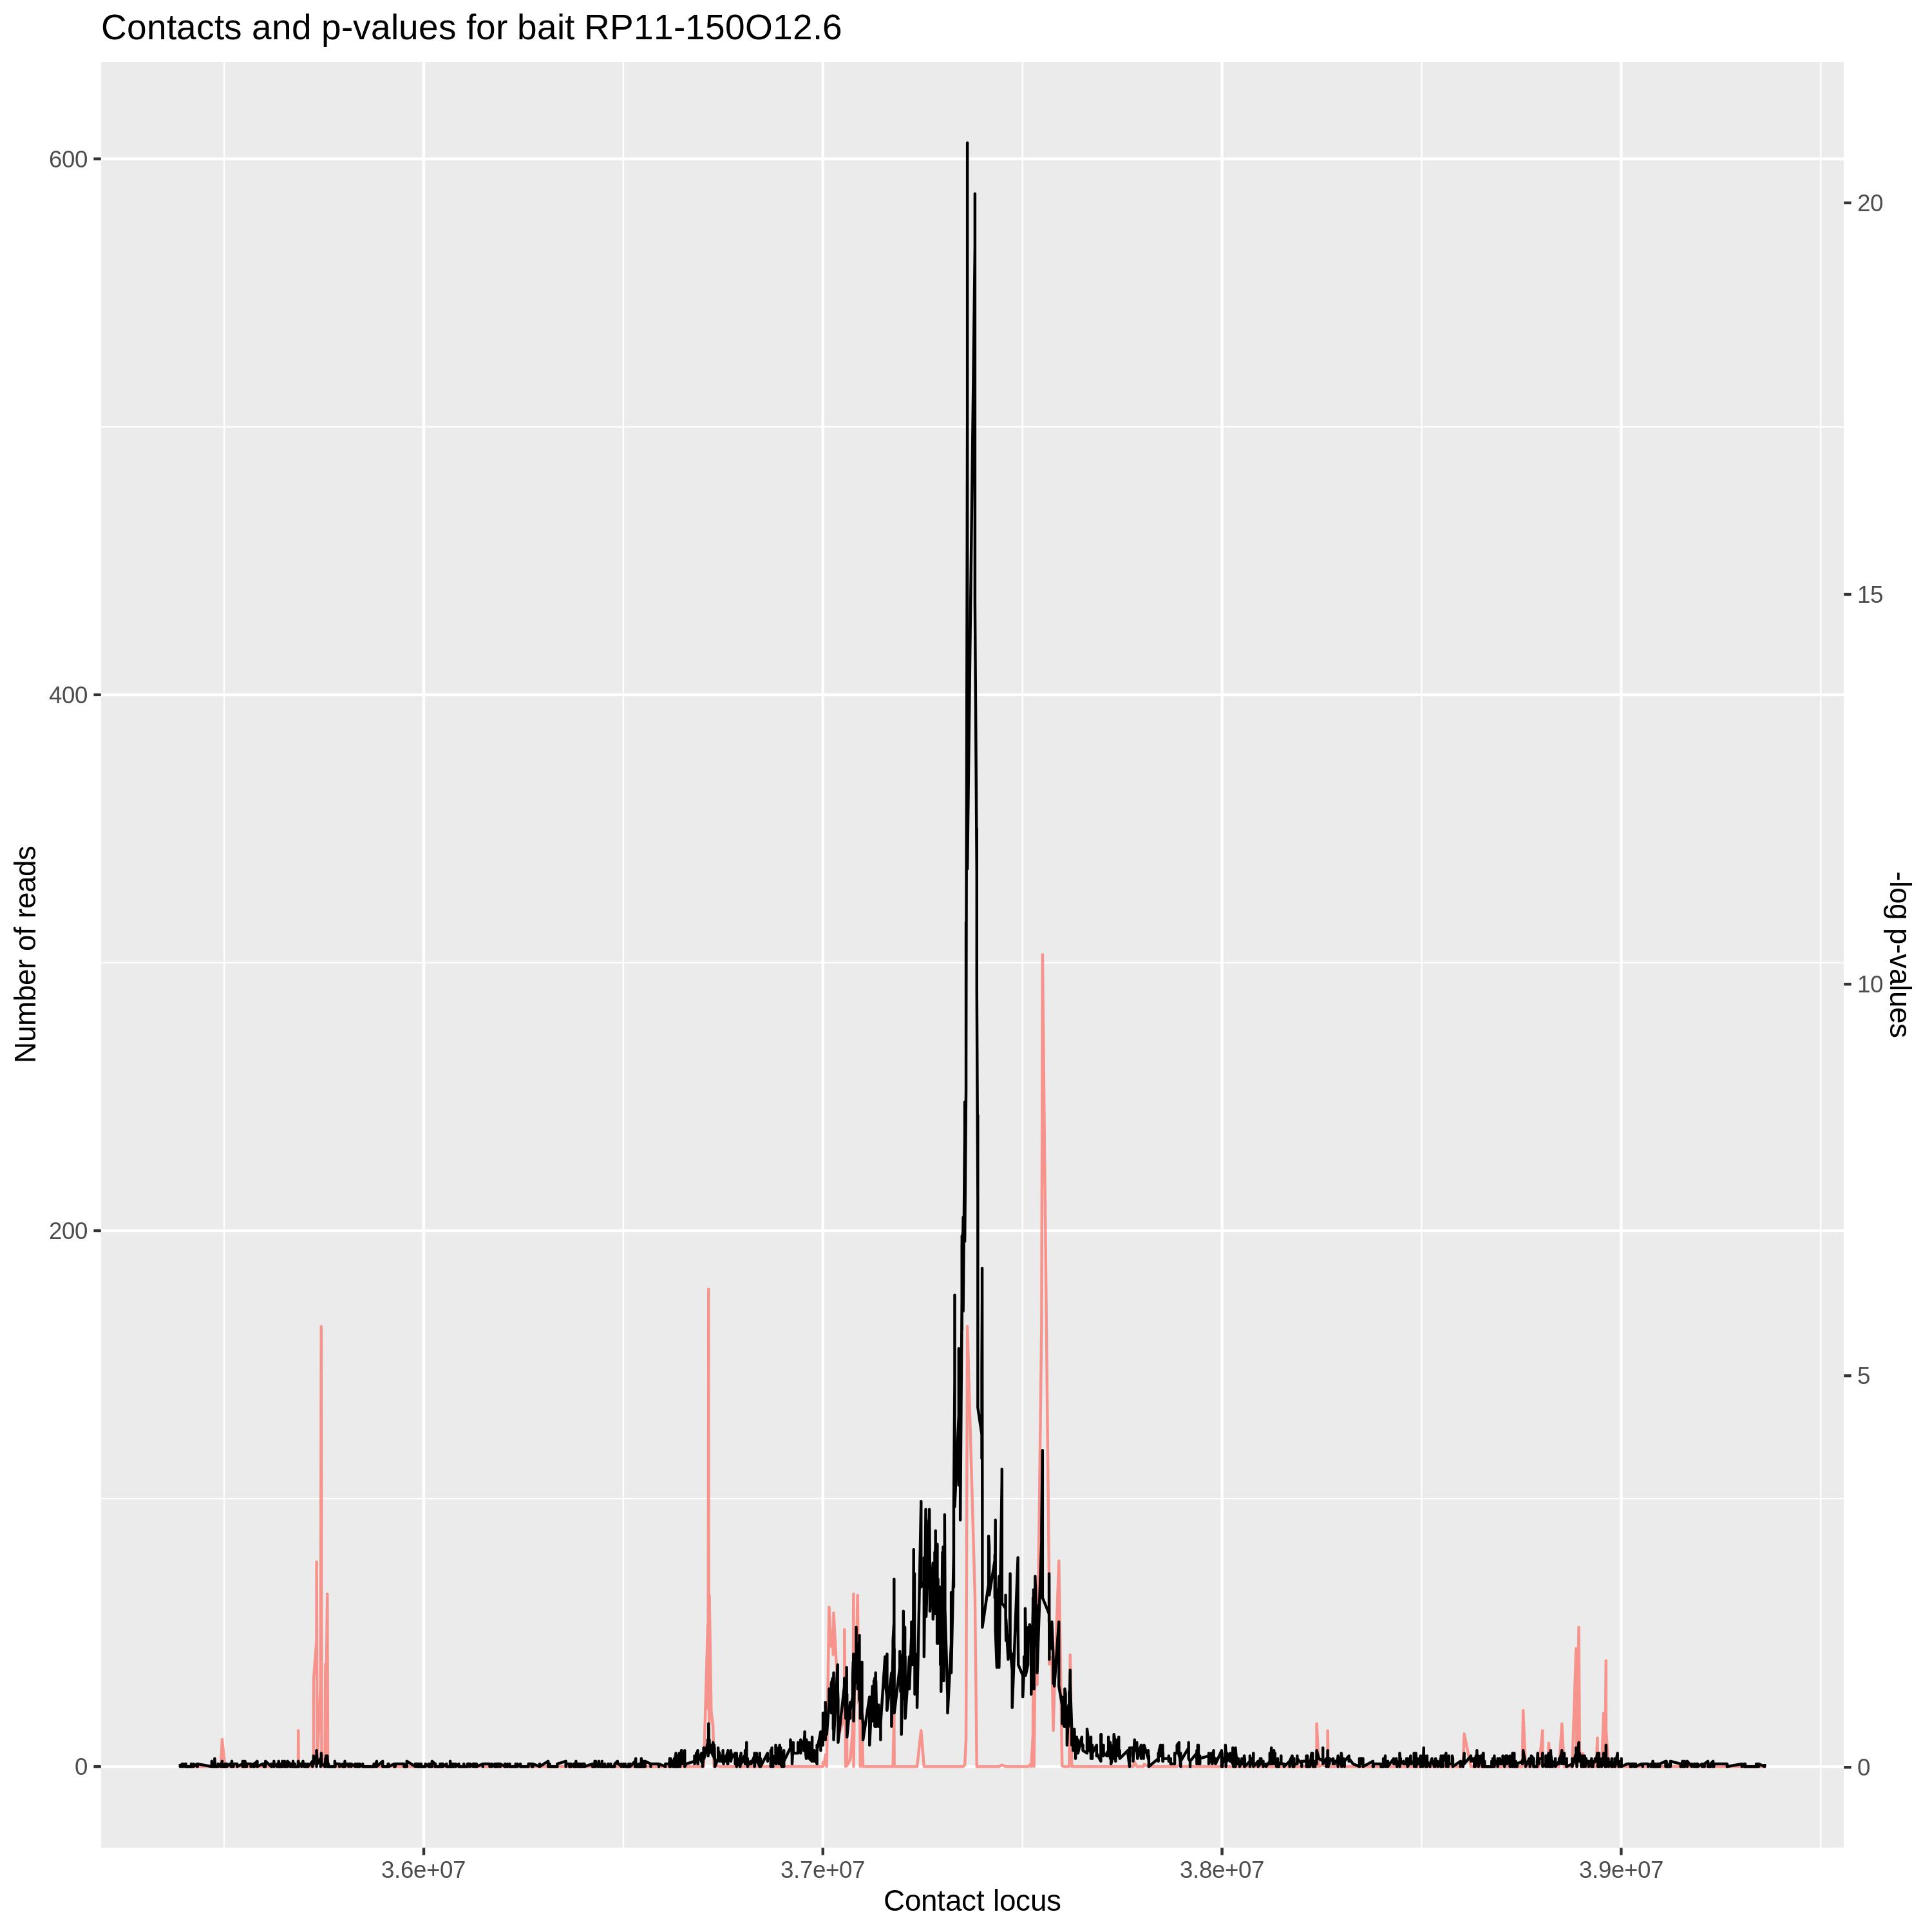 Contacts and p-values for bait RP11-150O12.6
600
400
200
0
Number of reads
20
15
10
5
0
-log p-values
3.6e+07
3.7e+07
3.8e+07
3.9e+07
Contact locus